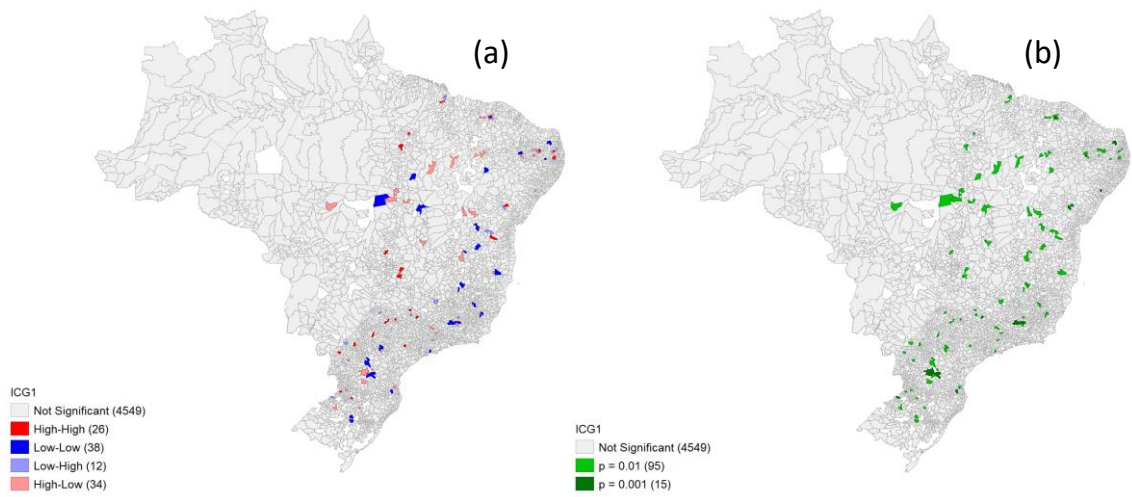 (a)
(b)
ICG1
Not Significant (4549)
High-High (26)
Low-Low (38)
Low-High (12)
High-Low (34)
ICG1
Not Significant (4549)
p = 0.01 (95)
p = 0.001 (15)